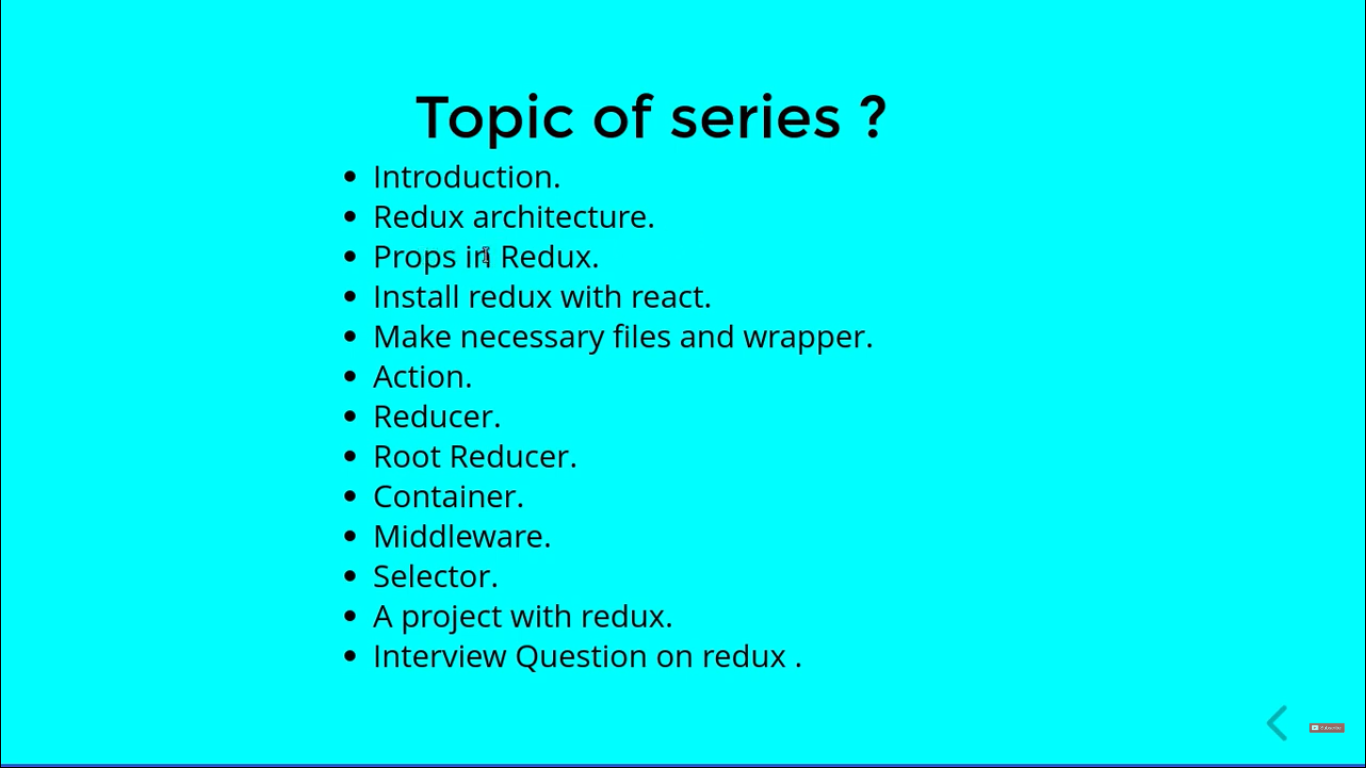 Topic of series ?
Introduction.
Redux architecture.
Props in Redux.
Install redux with react.
Make necessary files and wrapper.
Action.
Reducer.
Root Reducer.
Container.
Middleware.
Selector.
A project with redux.
Interview Question on redux .